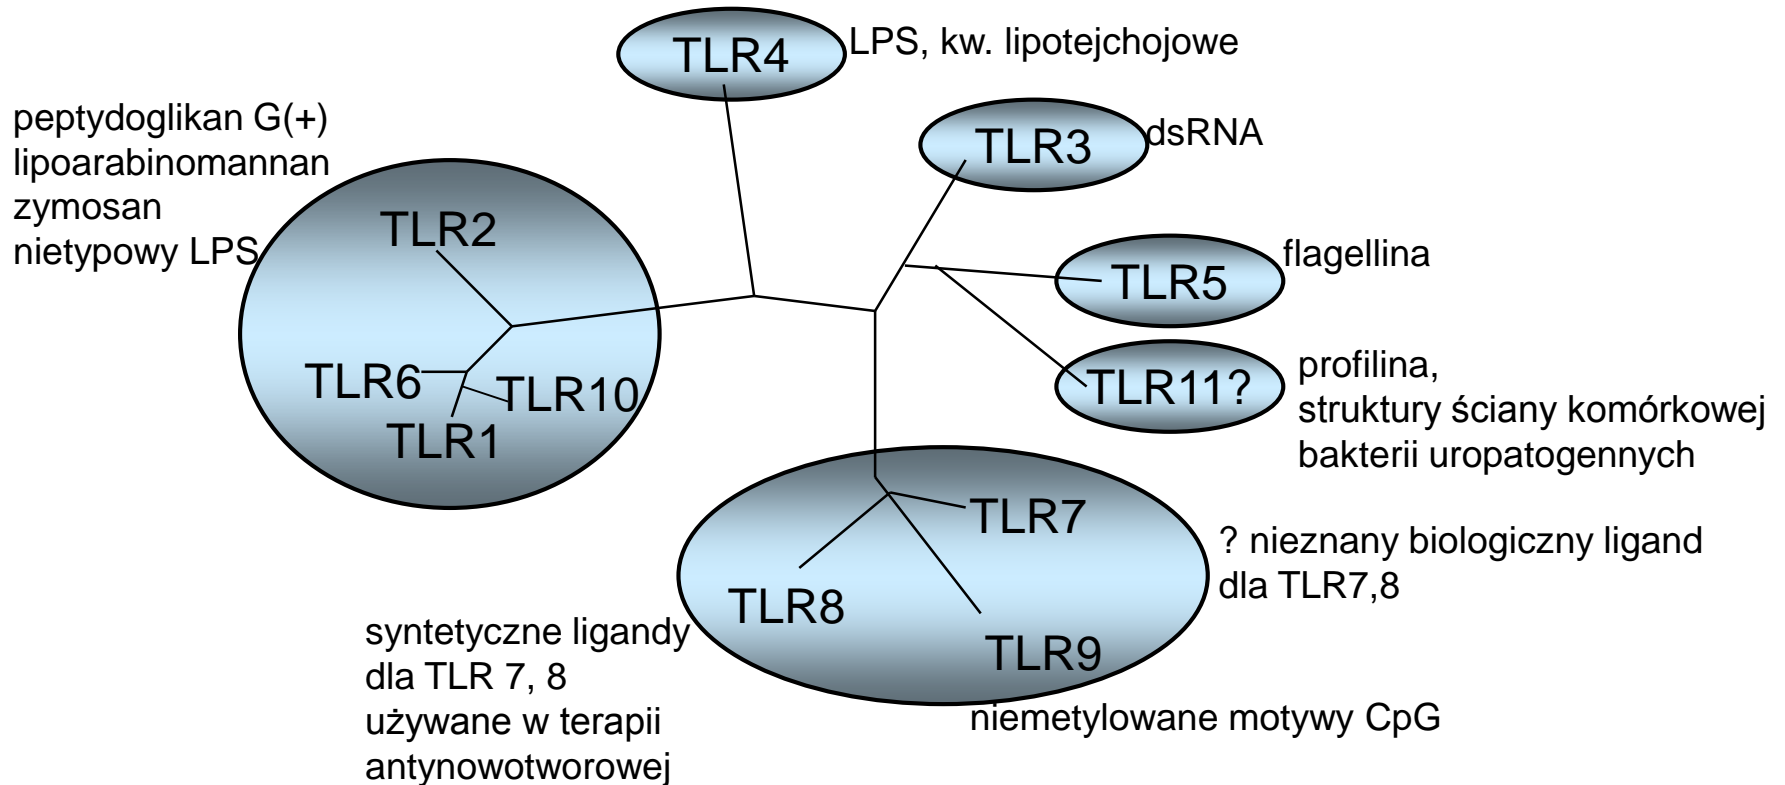 TLR4
LPS, kw. lipotejchojowe
peptydoglikan G(+)
lipoarabinomannan
zymosan
nietypowy LPS
TLR3
dsRNA
TLR2
TLR5
flagellina
TLR6
TLR10
TLR1
TLR11?
profilina,
struktury ściany komórkowej
bakterii uropatogennych
TLR7
TLR8
TLR9
? nieznany biologiczny ligand
dla TLR7,8
syntetyczne ligandy
dla TLR 7, 8
używane w terapii
antynowotworowej
niemetylowane motywy CpG